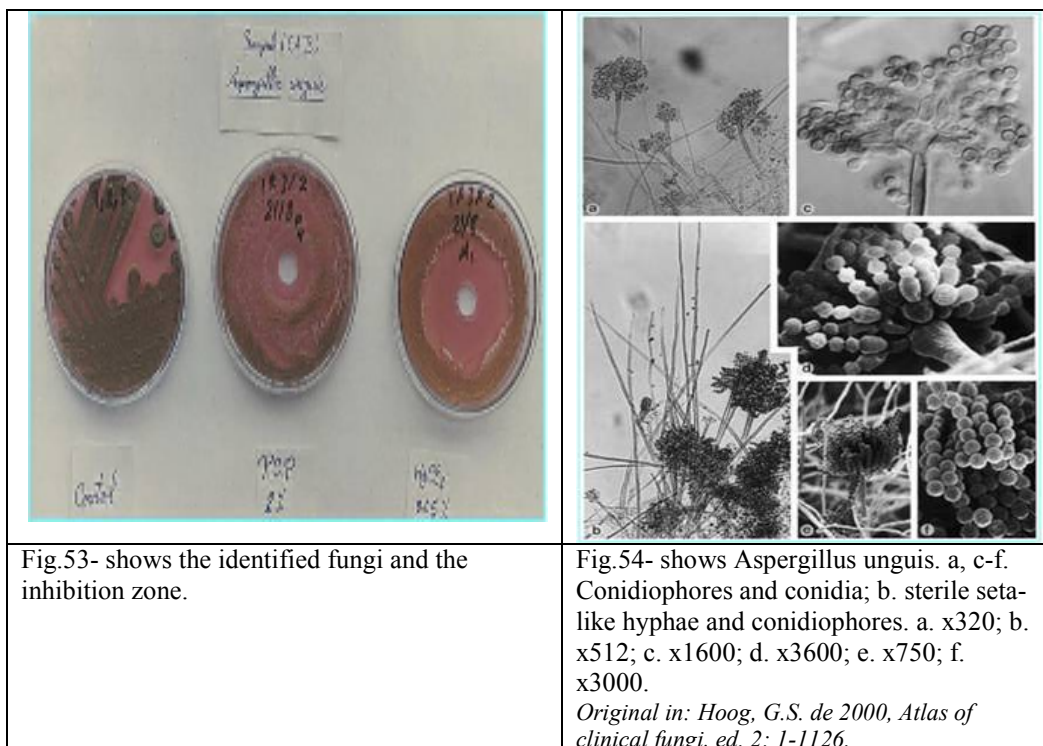 Control
2%
a
c
b
d
e
f
Fig.53- shows the identified fungi and the
inhibition zone.
Fig.54- shows Aspergillus unguis. a, c-f.
Conidiophores and conidia; b. sterile seta-
like hyphae and conidiophores. a. x320; b.
x512; c. x1600; d. x3600; e. x750; f.
x3000.
Original in: Hoog, G.S. de 2000, Atlas of
clinical fungi, ed. 2: 1-1126.